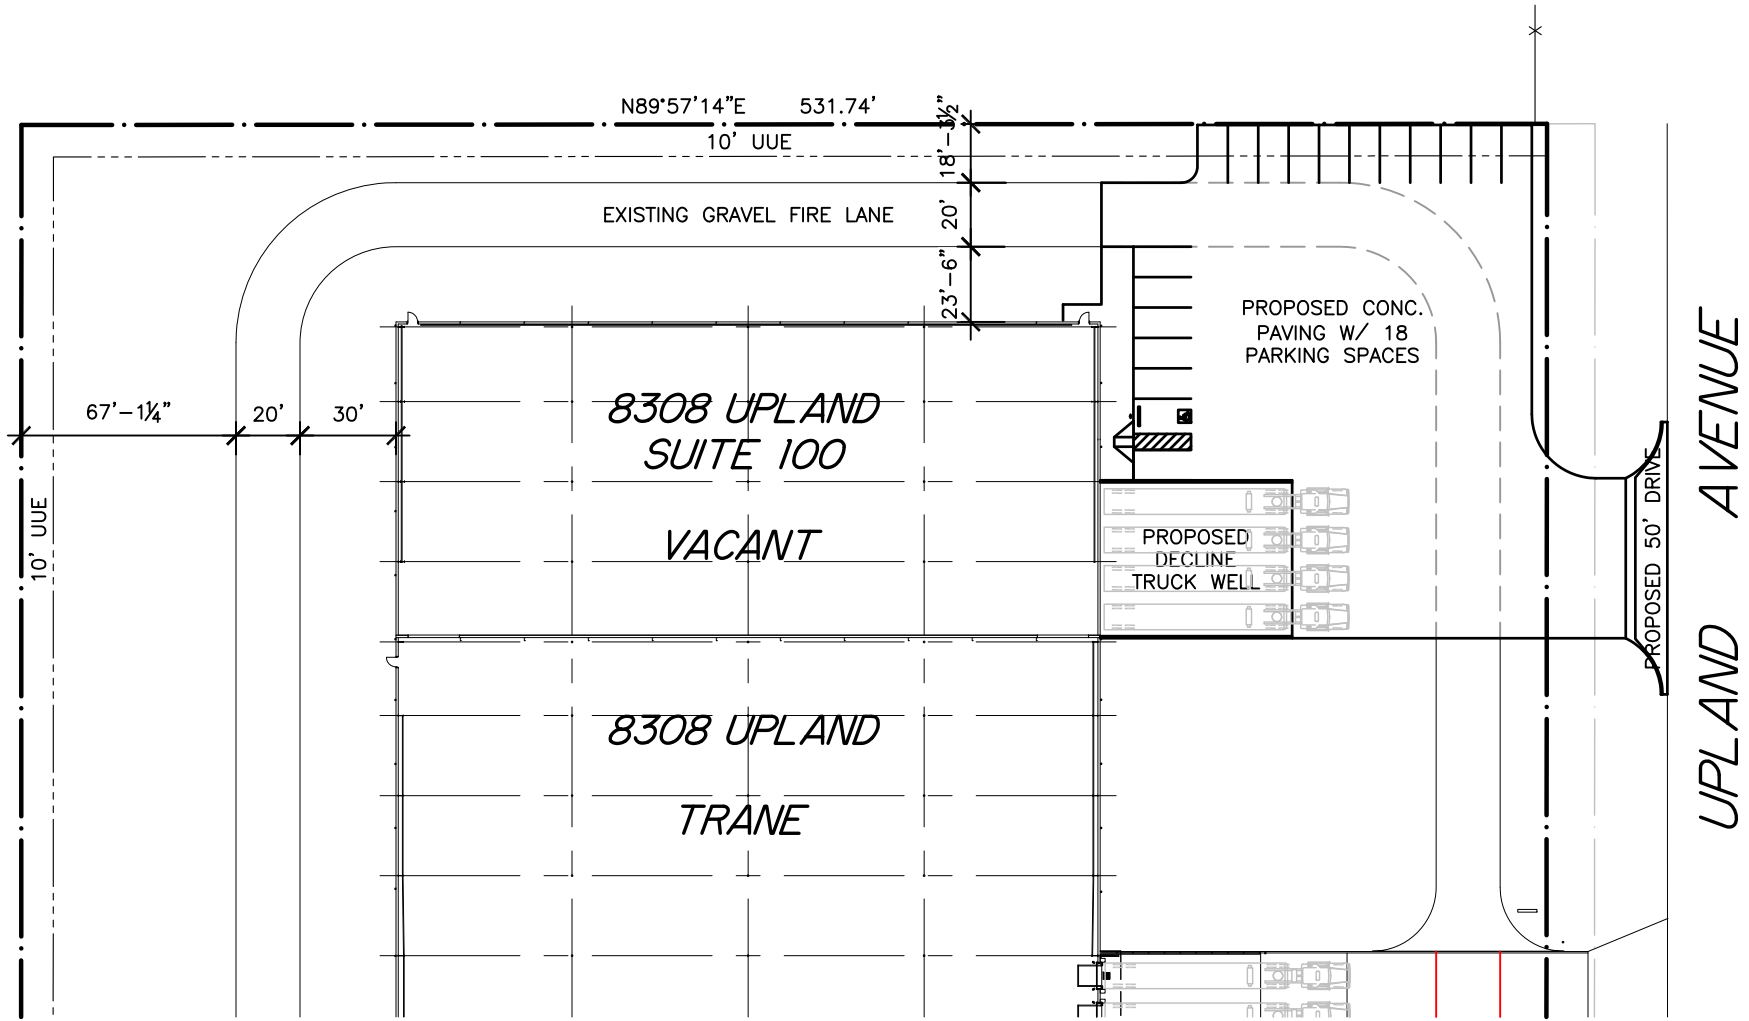 N89°57'14"E 531.74'
10' UUE
18'-3½"
EXISTING GRAVEL FIRE LANE
20'
23'-6"
PROPOSED CONC.
PAVING W/ 18
PARKING SPACES
67'-1¼"
20'
30'
8308 UPLAND
SUITE 100
VACANT
10' UUE
PROPOSED
DECLINE
TRUCK WELL
PROPOSED 50' DRIVE
UPLAND AVENUE
8308 UPLAND
TRANE